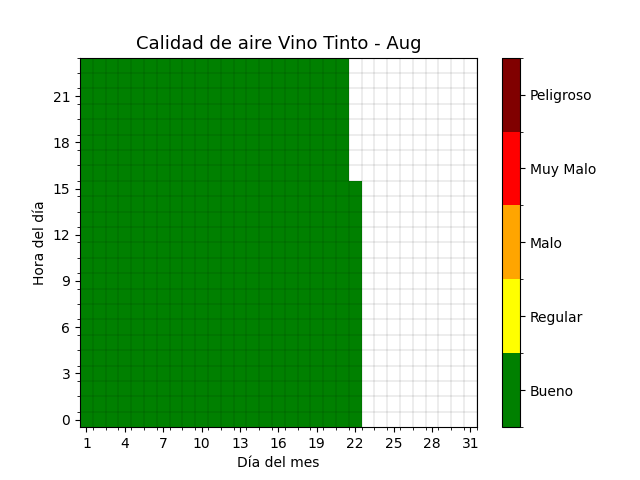 Calidad de aire Vino Tinto - Aug
Peligroso
Muy Malo
Malo
Regular
Bueno
Hora del día
21
18
15
12
9
6
3
0
1 4 7 10 13 16 19 22 25 28 31
Día del mes